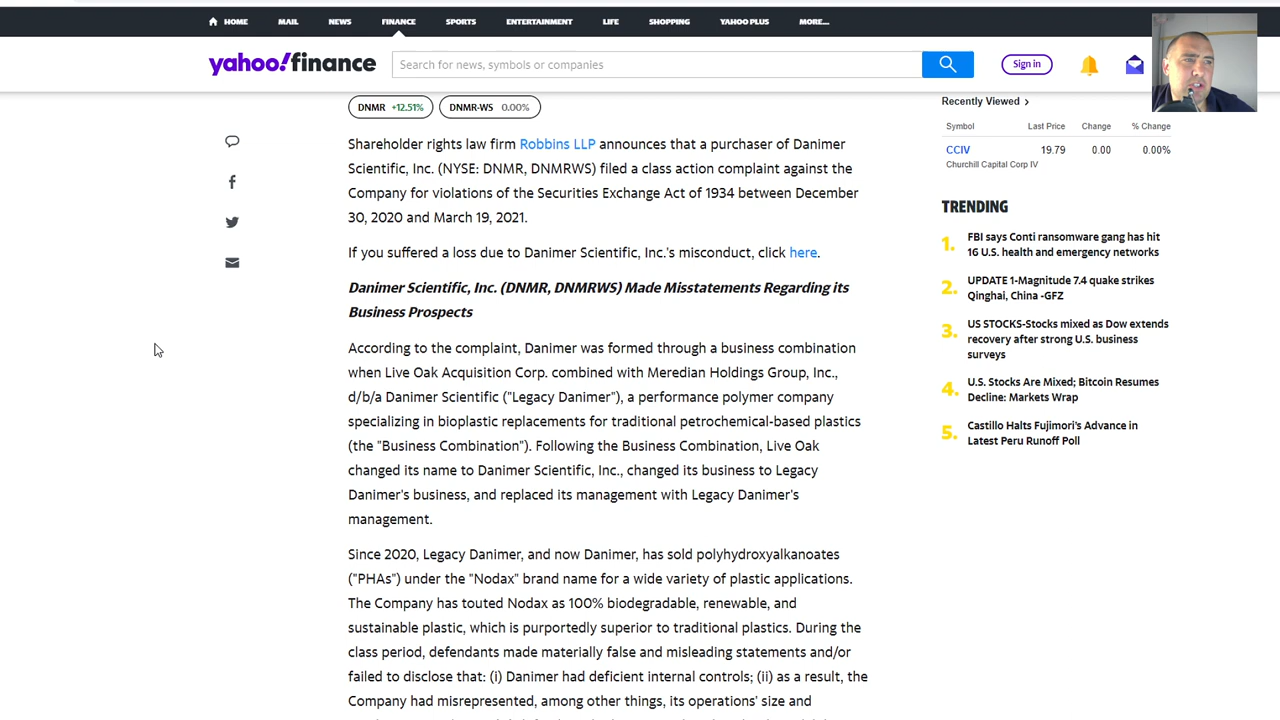 HOME MAIL NEWS FINANCE SPORTS ENTERTAINMENT LIFE SHOPPING YAHOO PLUS MORE...
yahoo!finance
Search for news, symbols or companies
Sign in
DNMR +12.51%
DNMR-WS 0.00%
Shareholder rights law firm Robbins LLP announces that a purchaser of Danimer
Scientific, Inc. (NYSE: DNMR, DNMRWS) filed a class action complaint against the
Company for violations of the Securities Exchange Act of 1934 between December
30, 2020 and March 19, 2021.
If you suffered a loss due to Danimer Scientific, Inc.'s misconduct, click here.
Danimer Scientific, Inc. (DNMR, DNMRWS) Made Misstatements Regarding its
Business Prospects
According to the complaint, Danimer was formed through a business combination
when Live Oak Acquisition Corp. combined with Meredian Holdings Group, Inc.,
d/b/a Danimer Scientific ("Legacy Danimer"), a performance polymer company
specializing in bioplastic replacements for traditional petrochemical-based plastics
(the "Business Combination"). Following the Business Combination, Live Oak
changed its name to Danimer Scientific, Inc., changed its business to Legacy
Danimer's business, and replaced its management with Legacy Danimer's
management.
Since 2020, Legacy Danimer, and now Danimer, has sold polyhydroxyalkanoates
("PHAs") under the "Nodax" brand name for a wide variety of plastic applications.
The Company has touted Nodax as 100% biodegradable, renewable, and
sustainable plastic, which is purportedly superior to traditional plastics. During the
class period, defendants made materially false and misleading statements and/or
failed to disclose that: (i) Danimer had deficient internal controls; (ii) as a result, the
Company had misrepresented, among other things, its operations' size and
Recently Viewed >
Symbol Last Price Change % Change
CCIV 19.79 0.00 0.00%
Churchill Capital Corp IV
TRENDING
1. FBI says Conti ransomware gang has hit
16 U.S. health and emergency networks
2. UPDATE 1-Magnitude 7.4 quake strikes
Qinghai, China -GFZ
3. US STOCKS-Stocks mixed as Dow extends
recovery after strong U.S. business
surveys
4. U.S. Stocks Are Mixed; Bitcoin Resumes
Decline: Markets Wrap
5. Castillo Halts Fujimori's Advance in
Latest Peru Runoff Poll